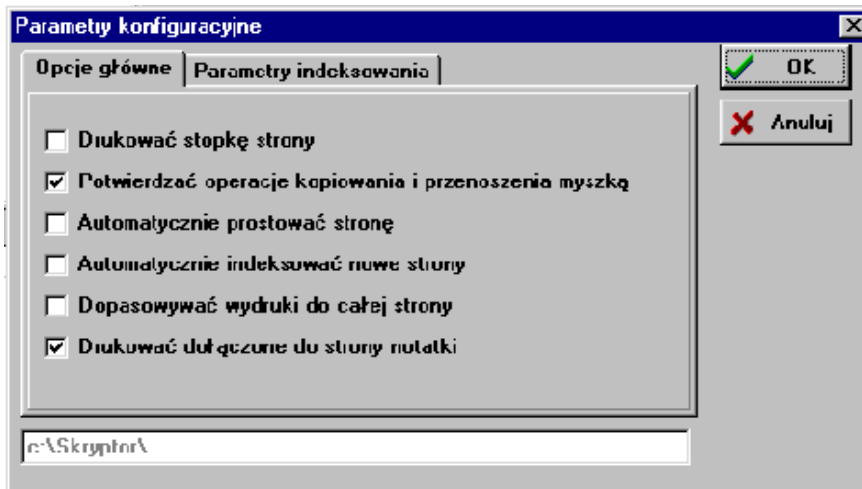 Parametry konfiguracyjne
Opcje główne
Parametry indeksowania
OK
Anuluj
Drukować stopkę strony
Potwierdzać operacje kopiowania i przenoszenia myszką
Automatycznie prostować stronę
Automatycznie indeksować nowe strony
Dopasowywać wydruki do całej strony
Drukować dołączone do strony notatki
c:\Skryptor\